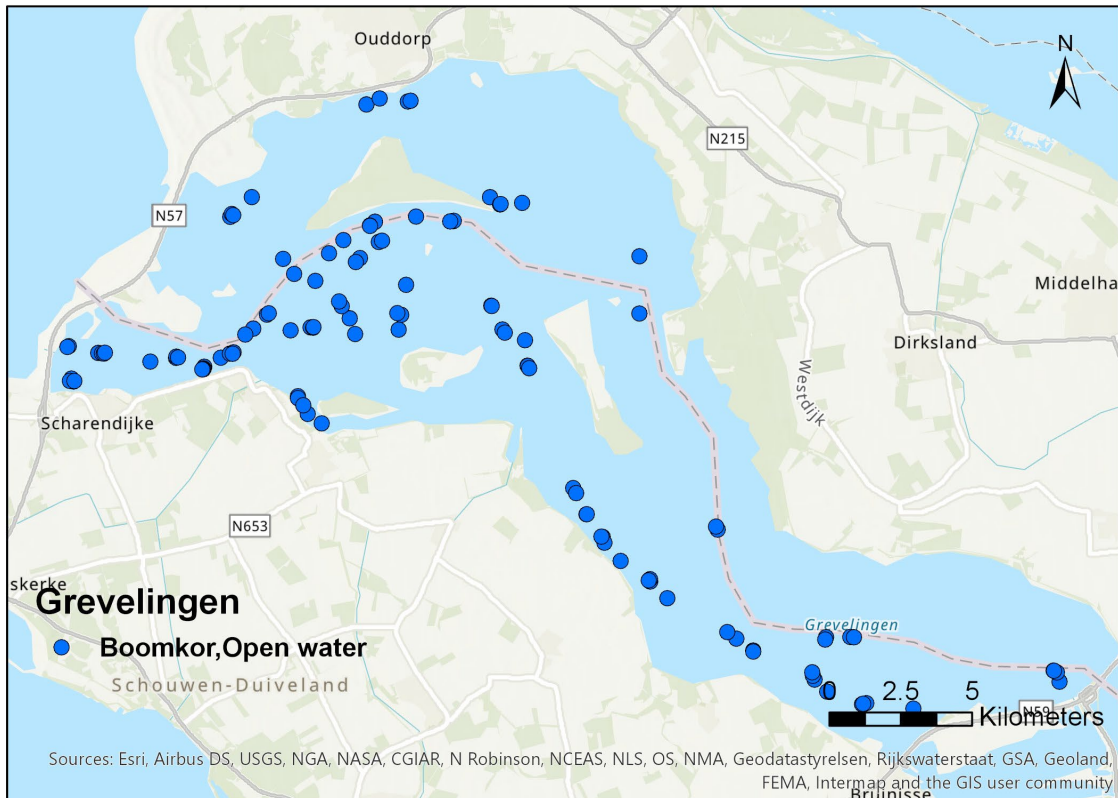 Ouddorp
N
N215
N57
Middelha
Dirksland
Westdijk
Scharendijke
N653
skerke
Grevelingen
Boomkor,Open water
Grevelingen
Schouwen-Duiveland
0 2.5 5
Kilometers
N59
Sources: Esri, Airbus DS, USGS, NGA, NASA, CGIAR, N Robinson, NCEAS, NLS, OS, NMA, Geodatastyrelsen, Rijkswaterstaat, GSA, Geoland,
FEMA, Intermap and the GIS user community
Bruinisse